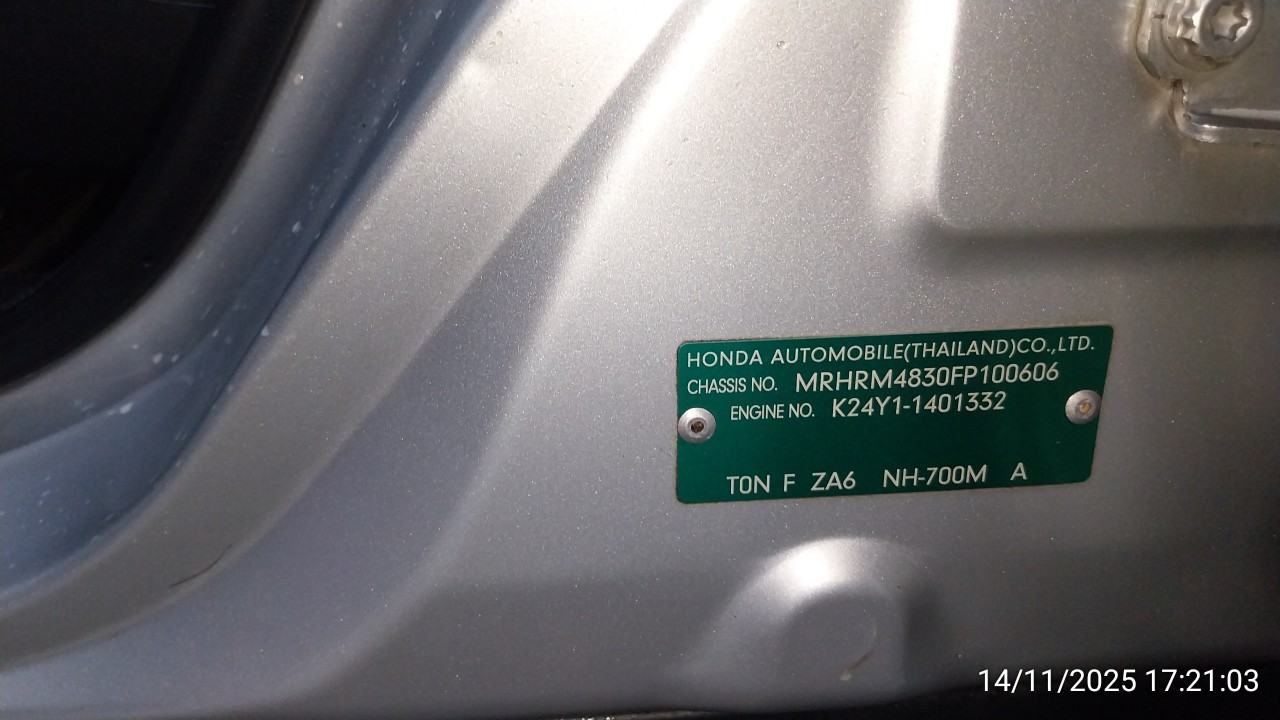 HONDA AUTOMOBILE(THAILAND)CO.,LTD.
CHASSIS NO. MRHRM4830FP100606
ENGINE NO. K24Y1-1401332
TON F ZA6 NH-700M A
14/11/2025 17:21:03